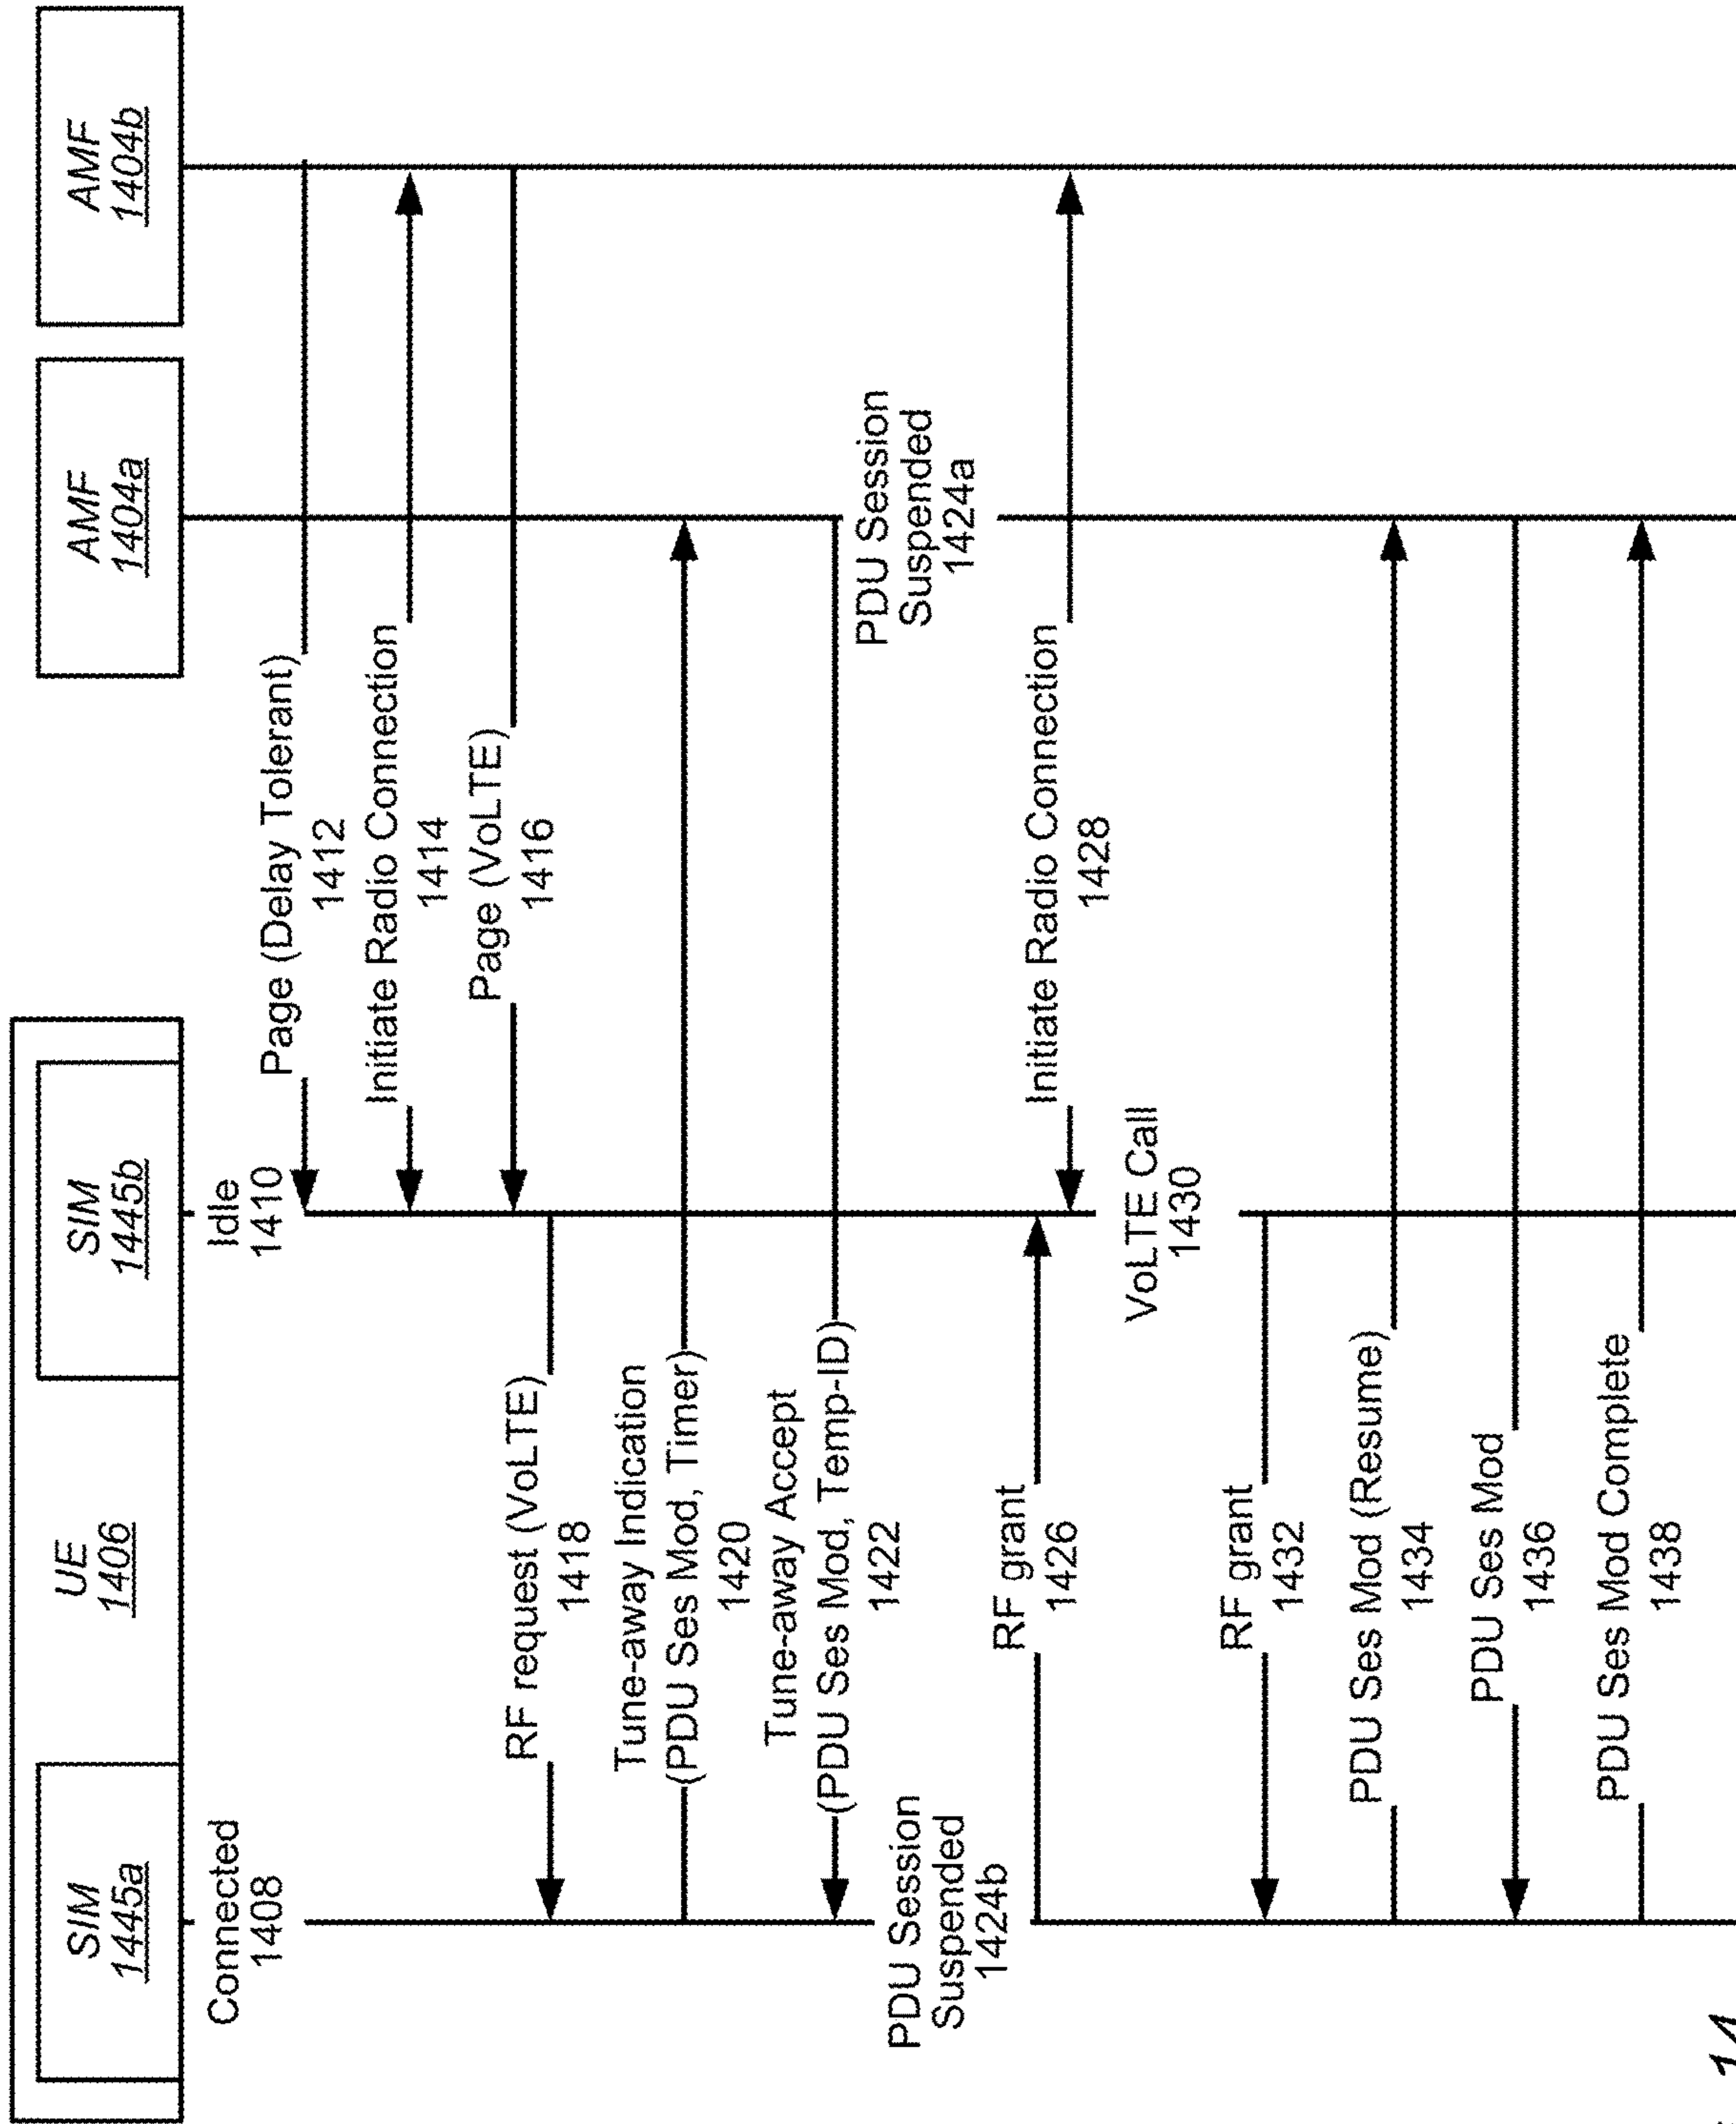 UE
1406
SIM
1445a
SIM
1445b
AMF
1404a
AMF
1404b
Connected
1408
Idle
1410
Page (Delay Tolerant)
1412
Initiate Radio Connection
1414
Page (VoLTE)
1416
RF request (VoLTE)
1418
Tune-away Indication
(PDU Ses Mod, Timer)
1420
Tune-away Accept
(PDU Ses Mod, Temp-ID)
1422
PDU Session
Suspended
1424a
PDU Session
Suspended
1424b
RF grant
1426
Initiate Radio Connection
1428
VoLTE Call
1430
RF grant
1432
PDU Ses Mod (Resume)
1434
PDU Ses Mod
1436
PDU Ses Mod Complete
1438
14